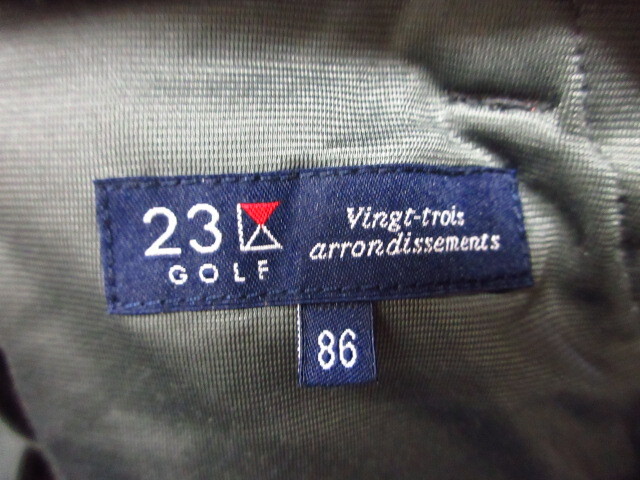 23
GOLF
Vingt-trois
arrondissements
86